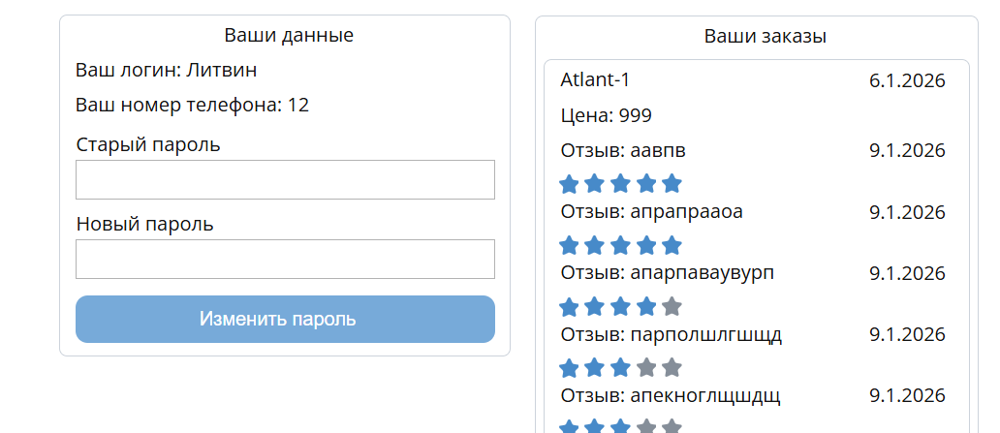 Ваши данные
Ваш логин: Литвин
Ваш номер телефона: 12
Старый пароль
Новый пароль
Изменить пароль
Ваши заказы
Atlant-1 6.1.2026
Цена: 999
Отзыв: аавпв 9.1.2026
Отзыв: апрапрааоа 9.1.2026
Отзыв: апарпаваувурп 9.1.2026
Отзыв: парполшлгшщд 9.1.2026
Отзыв: апекноглщшдщ 9.1.2026